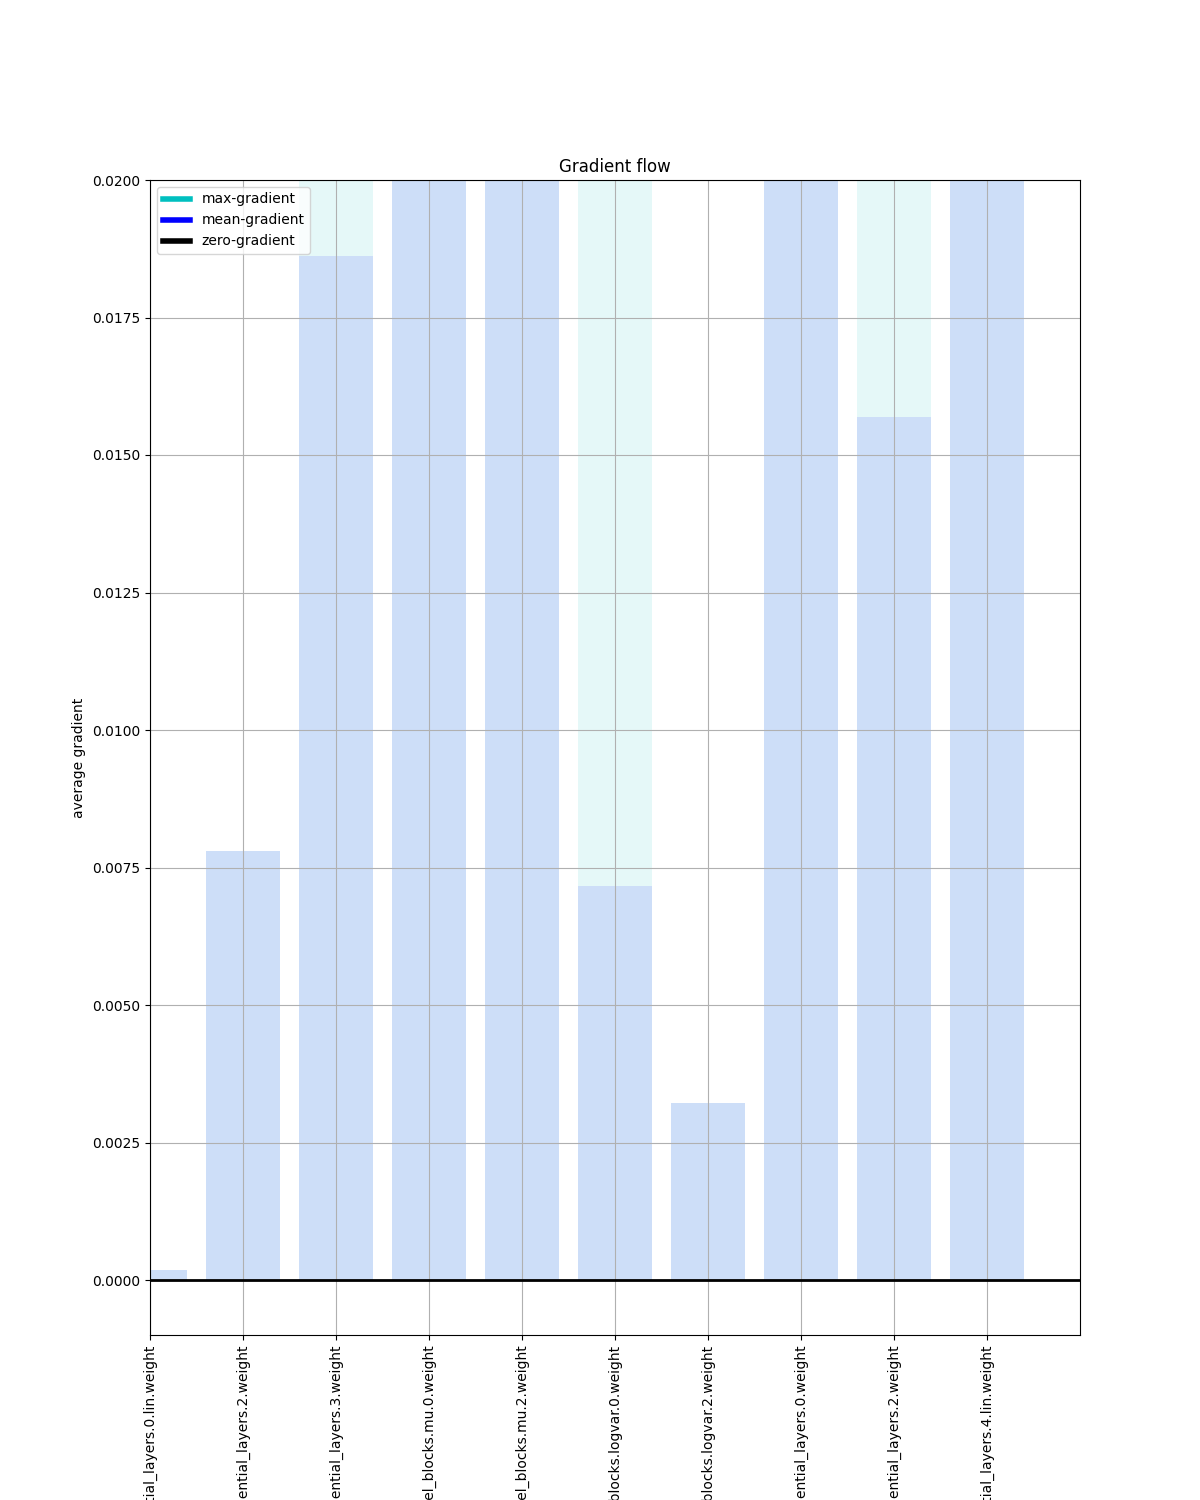 Gradient flow
max-gradient
mean-gradient
zero-gradient
0.0200
0.0175
0.0150
0.0125
0.0100
0.0075
0.0050
0.0025
0.0000
average gradient
tial_layers.0.lin.weight
ential_layers.2.weight
ential_layers.3.weight
el_blocks.mu.0.weight
el_blocks.mu.2.weight
blocks.logvar.0.weight
blocks.logvar.2.weight
ential_layers.0.weight
ential_layers.2.weight
tial_layers.4.lin.weight